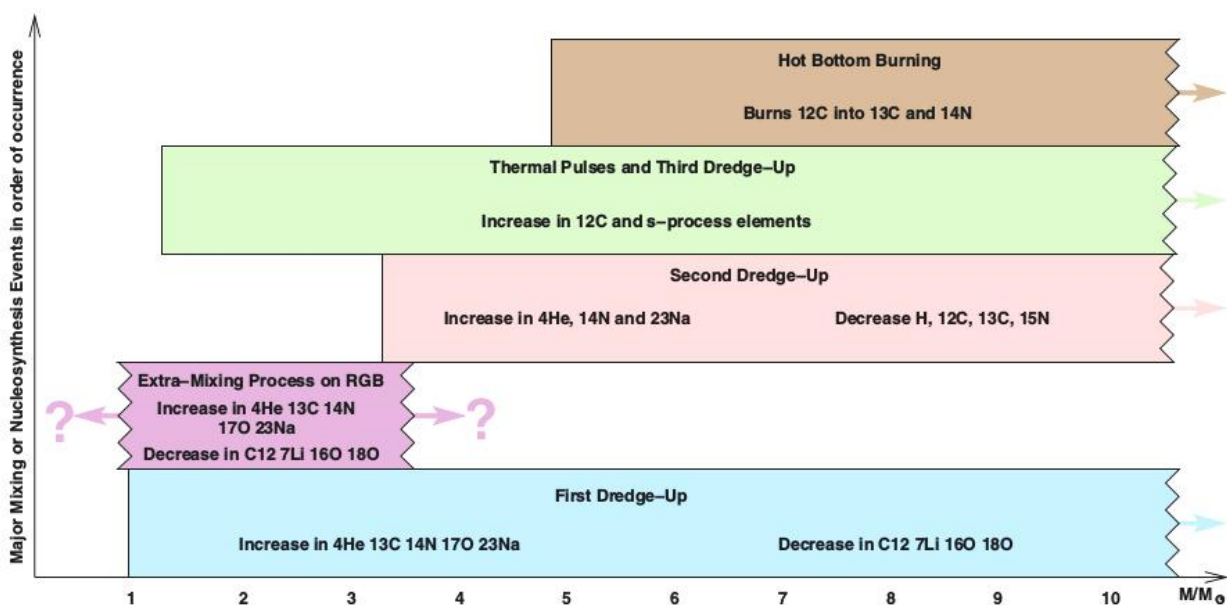 Major Mixing or Nucleosynthesis Events in order of occurrence
Hot Bottom Burning
Burns 12C into 13C and 14N
Thermal Pulses and Third Dredge–Up
Increase in 12C and s–process elements
Second Dredge–Up
Increase in 4He, 14N and 23Na
Decrease H, 12C, 13C, 15N
Extra–Mixing Process on RGB
Increase in 4He 13C 14N
17O 23Na
Decrease in C12 7Li 16O 18O
? ?
First Dredge–Up
Increase in 4He 13C 14N 17O 23Na
Decrease in C12 7Li 16O 18O
1 2 3 4 5 6 7 8 9 10 M/M⊙